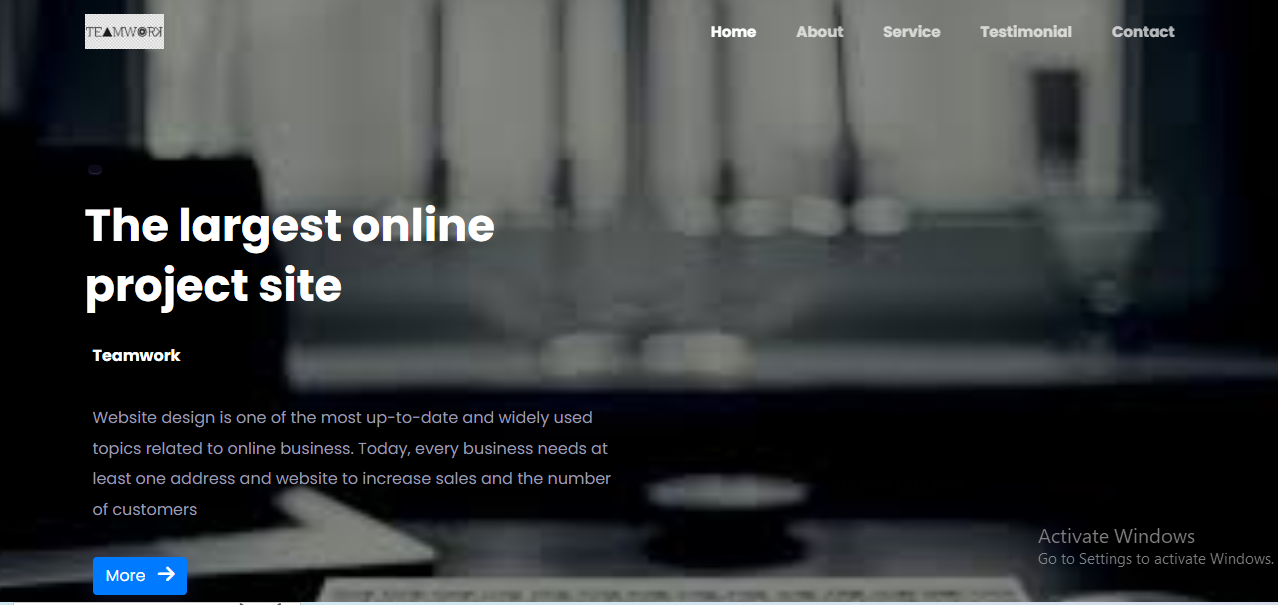 TEAMWORK
Home About Service Testimonial Contact
The largest online
project site
Teamwork
Website design is one of the most up-to-date and widely used
topics related to online business. Today, every business needs at
least one address and website to increase sales and the number
of customers
Activate Windows
Go to Settings to activate Windows.
More